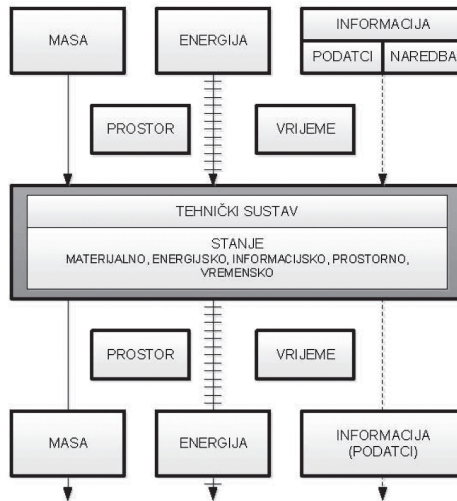 MASA
ENERGIJA
INFORMACIJA
PODATCI
NAREDBA
PROSTOR
VRIJEME
TEHNIČKI SUSTAV
STANJE
MATERIJALNO, ENERGIJSKO, INFORMACIJSKO, PROSTORNO,
VREMENSKO
PROSTOR
VRIJEME
MASA
ENERGIJA
INFORMACIJA
(PODATCI)